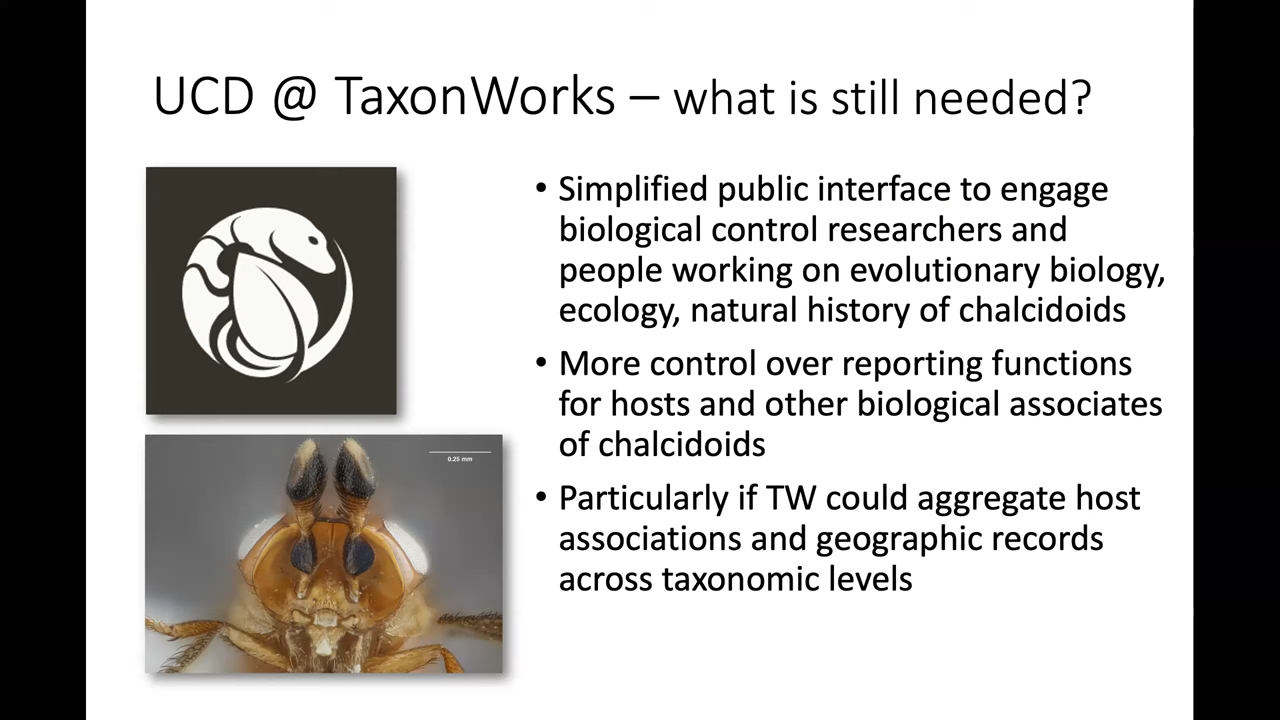 UCD @ TaxonWorks – what is still needed?
• Simplified public interface to engage
biological control researchers and
people working on evolutionary biology,
ecology, natural history of chalcidoids
• More control over reporting functions
for hosts and other biological associates
of chalcidoids
• Particularly if TW could aggregate host
associations and geographic records
across taxonomic levels
0.25 mm